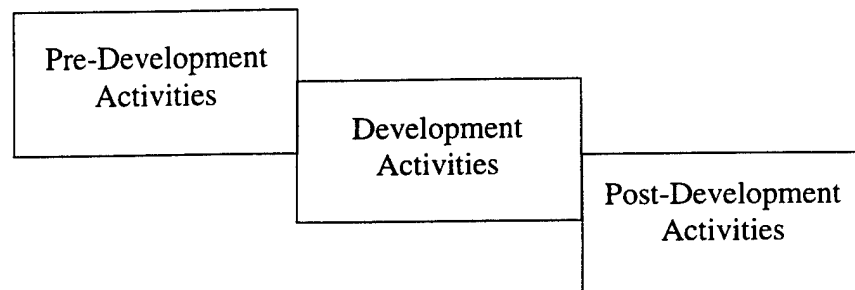 Pre-Development
Activities
Development
Activities
Post-Development
Activities